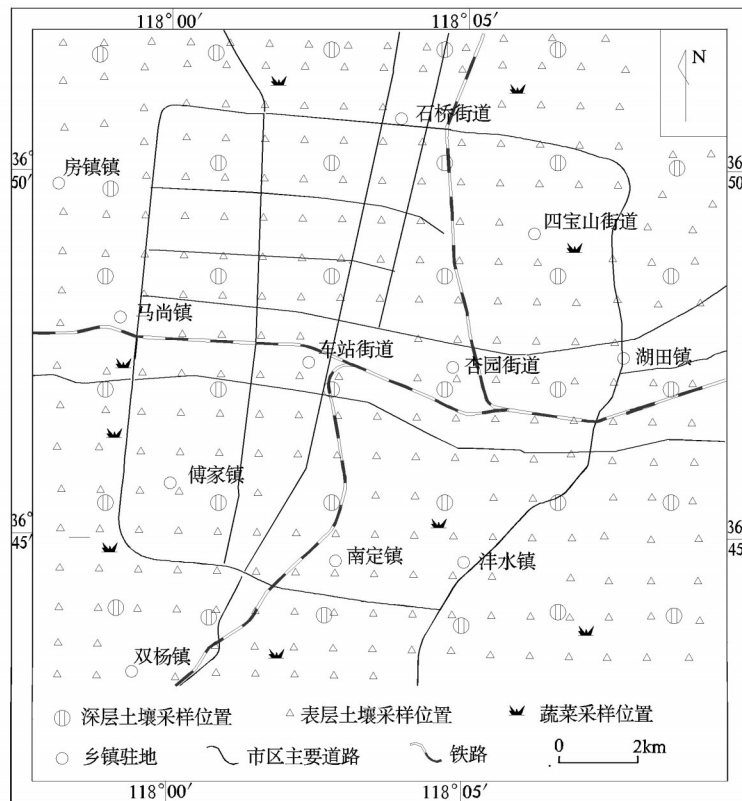 118° 00′ 118° 05′
N
石桥街道
36° 50′
36 50′
房镇镇
四宝山街道
马尚镇
车站街道
杏园街道
湖田镇
傅家镇
36° 45′
36 45′
南定镇
沣水镇
双杨镇
深层土壤采样位置 表层土壤采样位置 蔬菜采样位置
乡镇驻地 市区主要道路 铁路 0 2km
118° 00′ 118° 05′